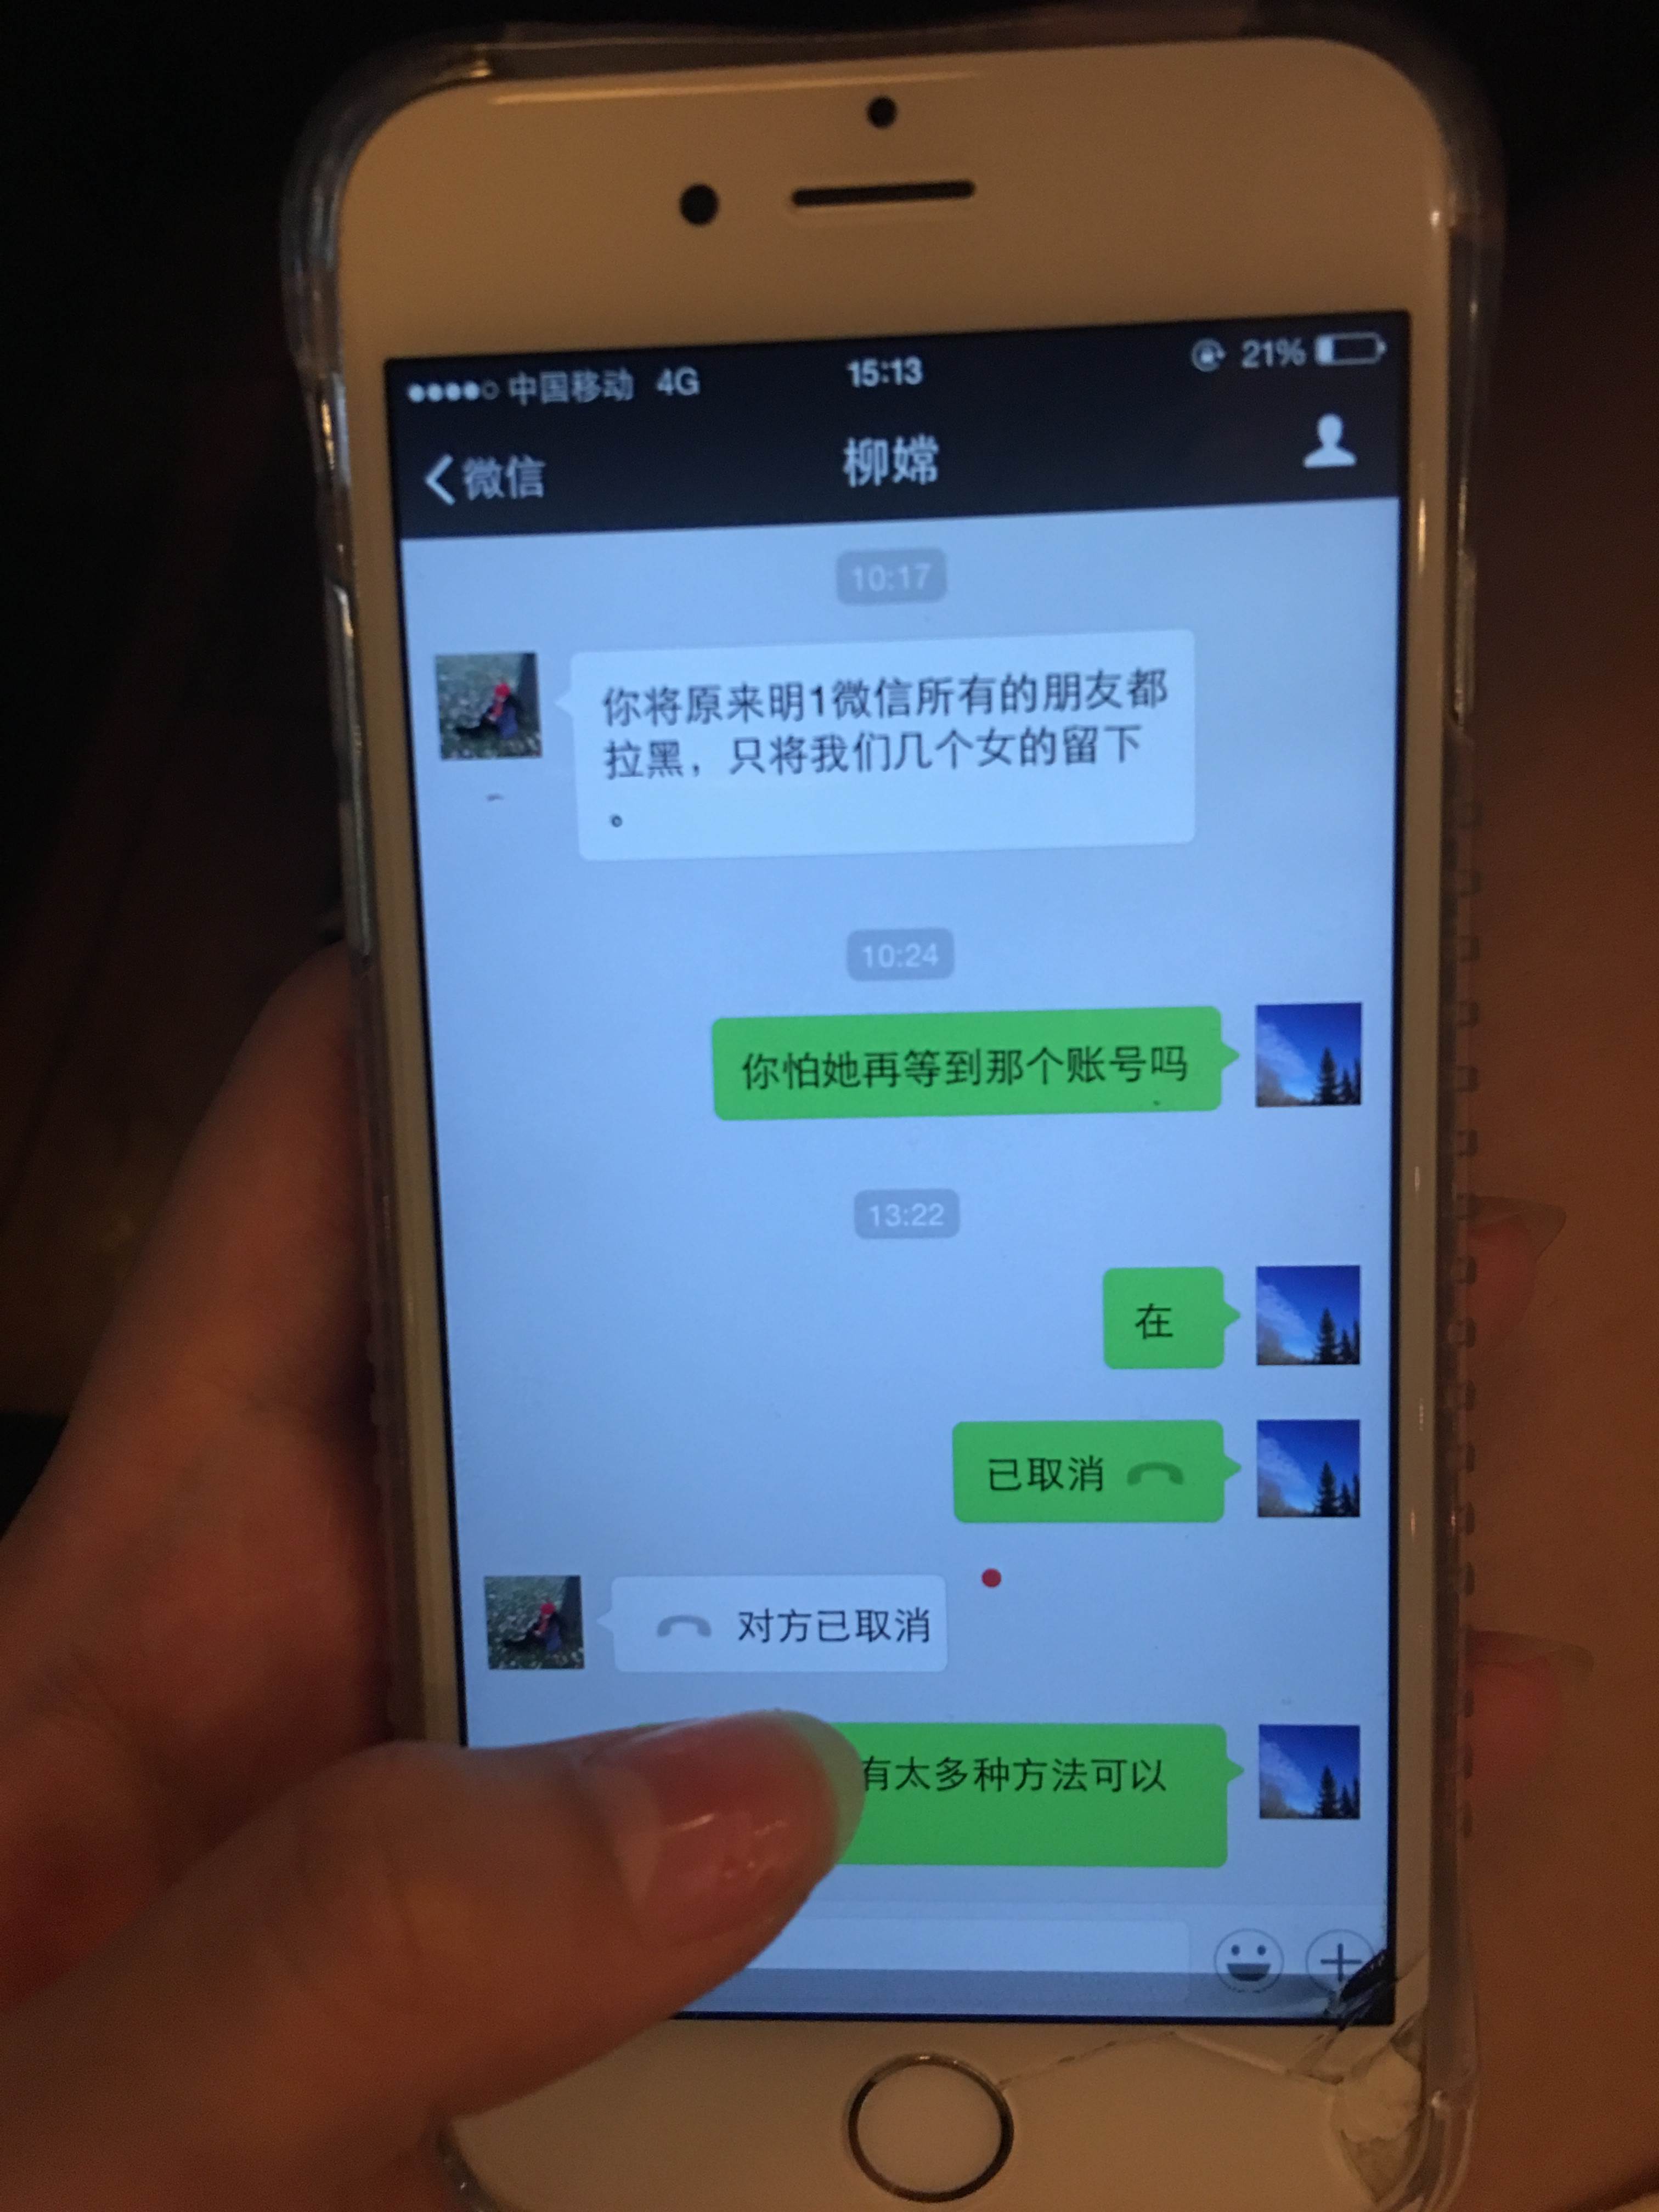 中国移动 4G 15:13 21%
微信 柳嫦
10:17
你将原来明1微信所有的朋友都
拉黑，只将我们几个女的留下
。
10:24
你怕她再等到那个账号吗
13:22
在
已取消
对方已取消
有太多种方法可以